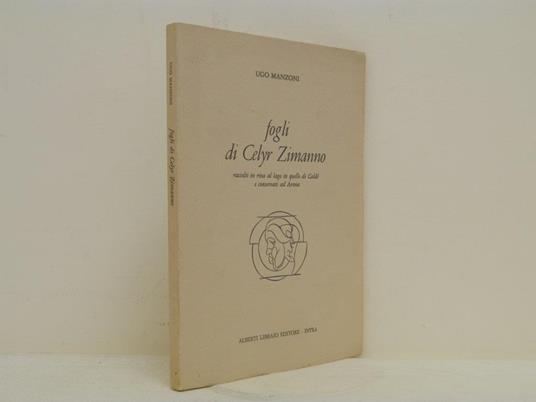 UGO MANZONI
fogli
di Celyr Zimanno
raccolti in riva al lago in quello di Caldè
e conservati ad Arona
ALBERTI LIBRAIO EDITORE - INTRA
UGO MANZONI
fogli di Celyr Zimanno